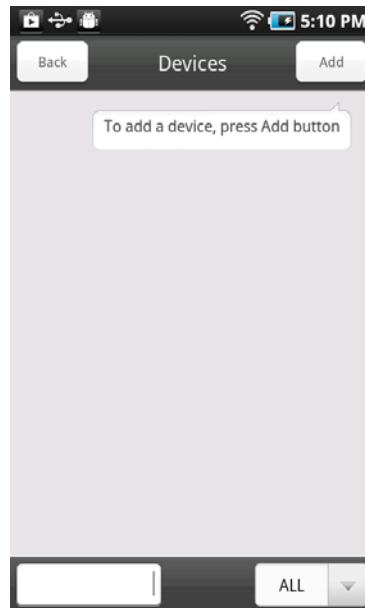 5:10 PM
Back
Devices
Add
To add a device, press Add button
ALL